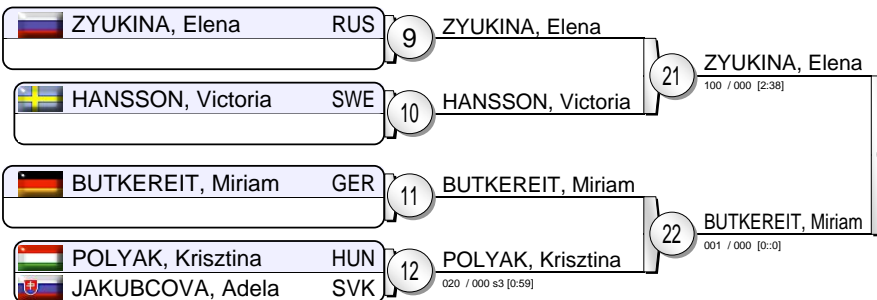 ZYUKINA, Elena RUS
9
ZYUKINA, Elena
HANSSON, Victoria SWE
10
HANSSON, Victoria
21
ZYUKINA, Elena
100 / 000 [2:38]
BUTKEREIT, Miriam GER
11
BUTKEREIT, Miriam
POLYAK, Krisztina HUN
JAKUBCOVA, Adela SVK
12
POLYAK, Krisztina
020 / 000 s3 [0:59]
22
BUTKEREIT, Miriam
001 / 000 [0::0]